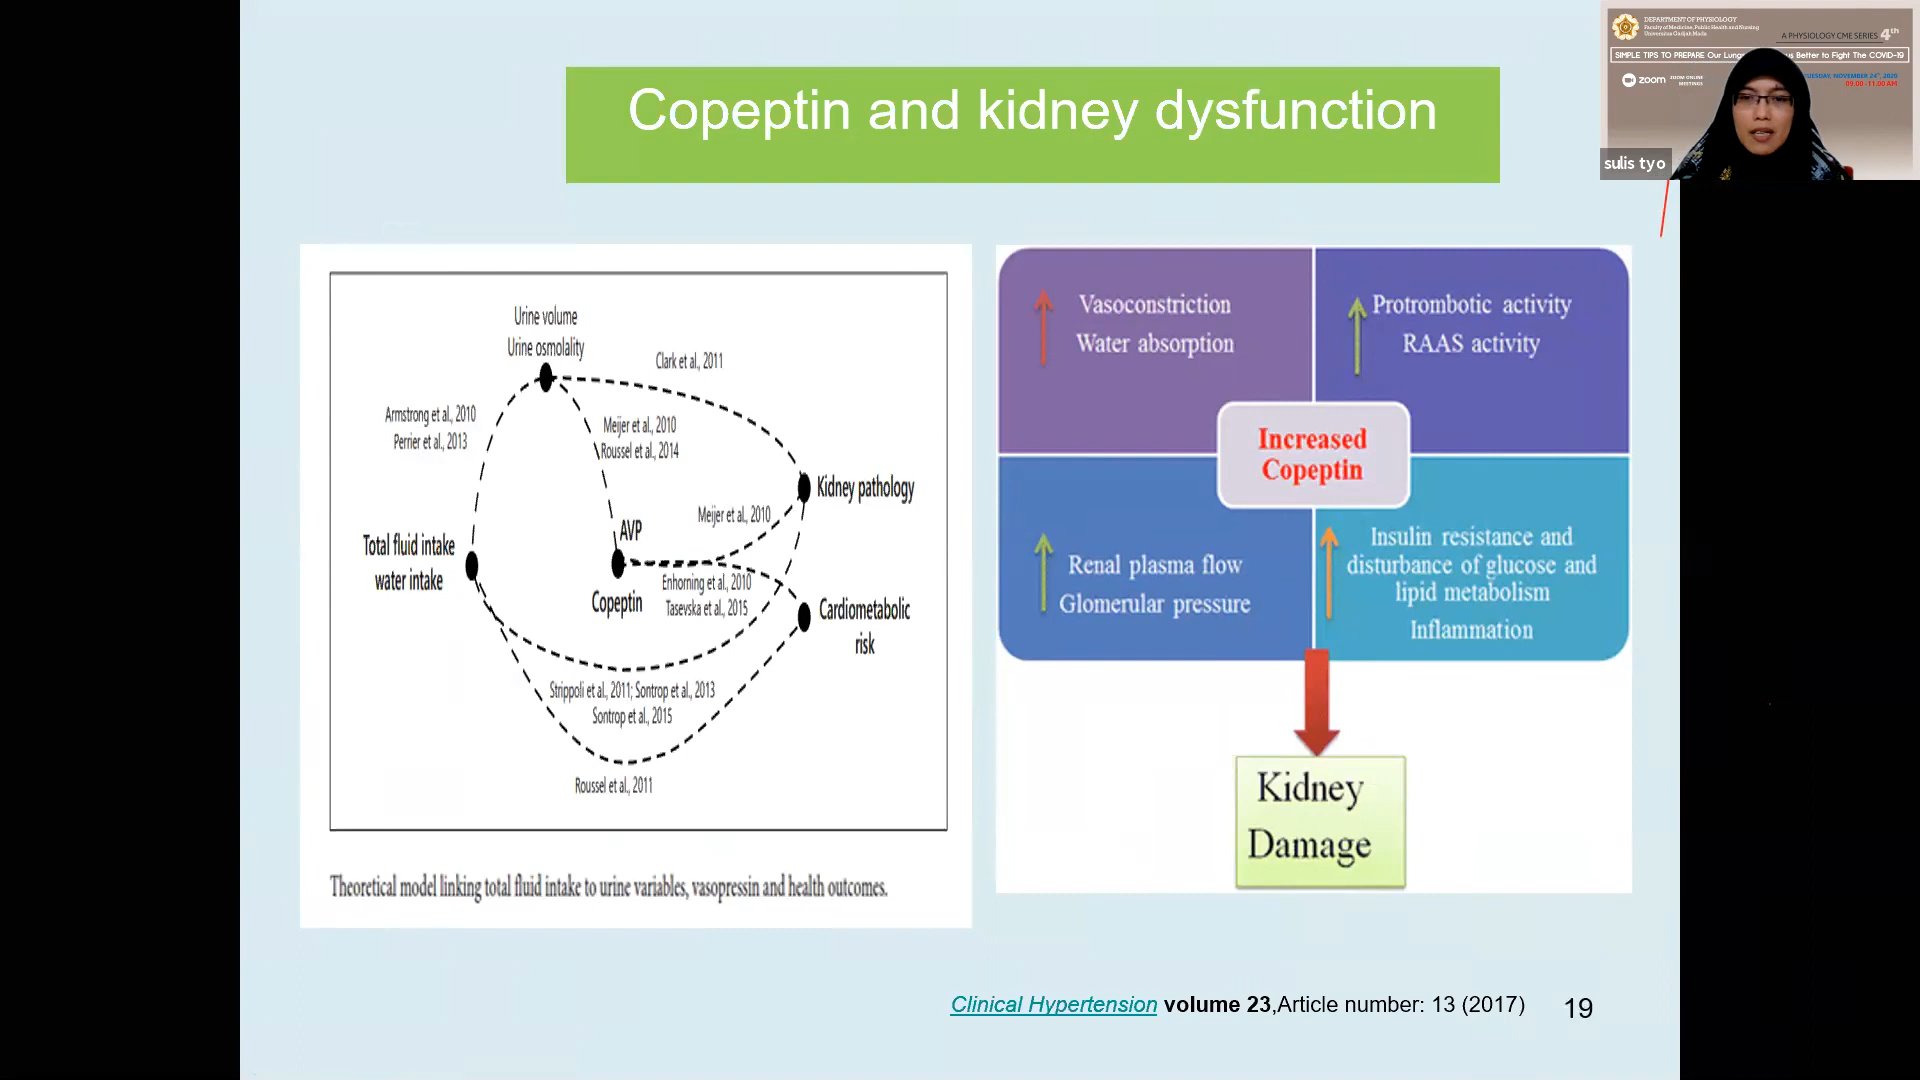 Copeptin and kidney dysfunction
DEPARTMENT OF PHYSIOLOGY
Faculty of Medicine, Public Health and Nursing
Universitas Gadjah Mada
A PHYSIOLOGY CME SERIES 4th
SIMPLE TIPS TO PREPARE Our Lung us Better to Fight The COVID-19
zoom
ZOOM ONLINE
MEETINGS
TUESDAY, NOVEMBER 24th, 2020
09.00-11.00 AM
sulis tyo
Urine volume
Urine osmolality
Clark et al., 2011
Armstrong et al., 2010
Perrier et al., 2013
Meijer et al., 2010
Roussel et al., 2014
Kidney pathology
Meijer et al., 2010
AVP
Total fluid intake
water intake
Copeptin
Enhorning et al., 2010
Tasevska et al., 2015
Cardiometabolic
risk
Strippoli et al., 2011; Sontrop et al., 2013
Sontrop et al., 2015
Roussel et al., 2011
Theoretical model linking total fluid intake to urine variables, vasopressin and health outcomes.
Vasoconstriction
Water absorption
Protrombotic activity
RAAS activity
Increased
Copeptin
Renal plasma flow
Glomerular pressure
Insulin resistance and
disturbance of glucose and
lipid metabolism
Inflammation
Kidney
Damage
Clinical Hypertension volume 23,Article number: 13 (2017)
19